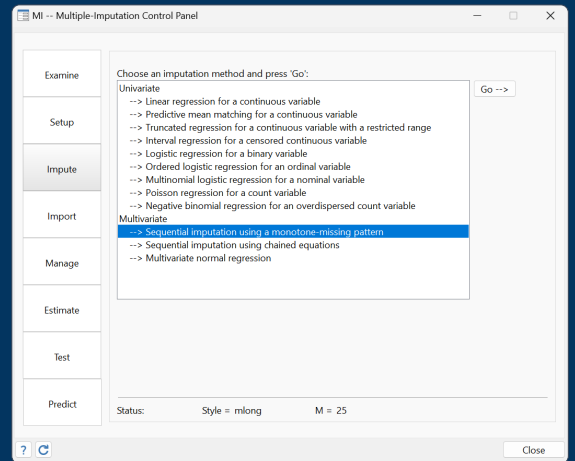 MI -- Multiple-Imputation Control Panel
Examine
Setup
Impute
Import
Manage
Estimate
Test
Predict
Choose an imputation method and press 'Go':
Univariate
--> Linear regression for a continuous variable
--> Predictive mean matching for a continuous variable
--> Truncated regression for a continuous variable with a restricted range
--> Interval regression for a censored continuous variable
--> Logistic regression for a binary variable
--> Ordered logistic regression for an ordinal variable
--> Multinomial logistic regression for a nominal variable
--> Poisson regression for a count variable
--> Negative binomial regression for an overdispersed count variable
Multivariate
--> Sequential imputation using a monotone-missing pattern
--> Sequential imputation using chained equations
--> Multivariate normal regression
Go -->
Status: Style = mlong M = 25
?
Close